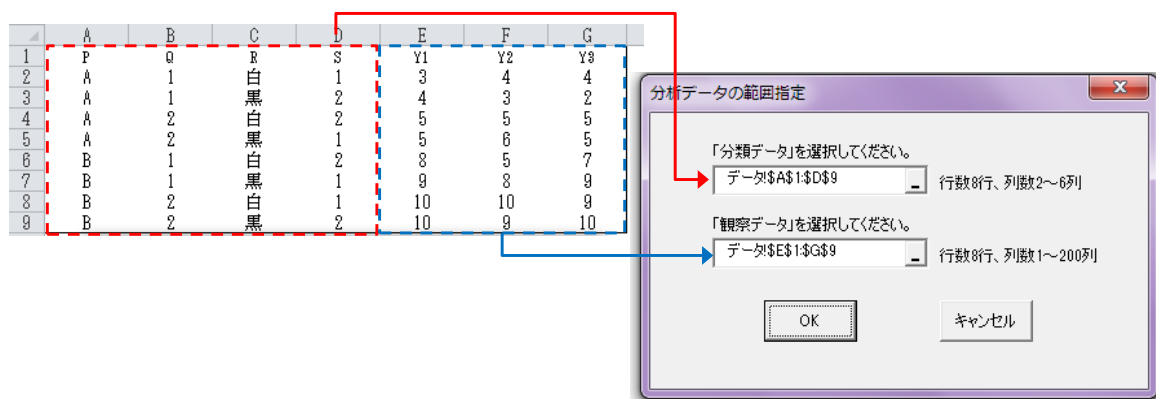 A B C D E F G
1 P Q R S Y1 Y2 Y3
2 A 1 白 1 3 4 4
3 A 1 黒 2 4 3 2
4 A 2 白 2 5 5 5
5 A 2 黒 1 5 6 5
6 B 1 白 2 8 5 7
7 B 1 黒 1 9 8 9
8 B 2 白 1 10 10 9
9 B 2 黒 2 10 9 10
分析データの範囲指定
「分類データ」を選択してください。
データ!$A$1:$D$9
行数8行、列数2～6列
「観察データ」を選択してください。
データ!$E$1:$G$9
行数8行、列数1～200列
OK キャンセル